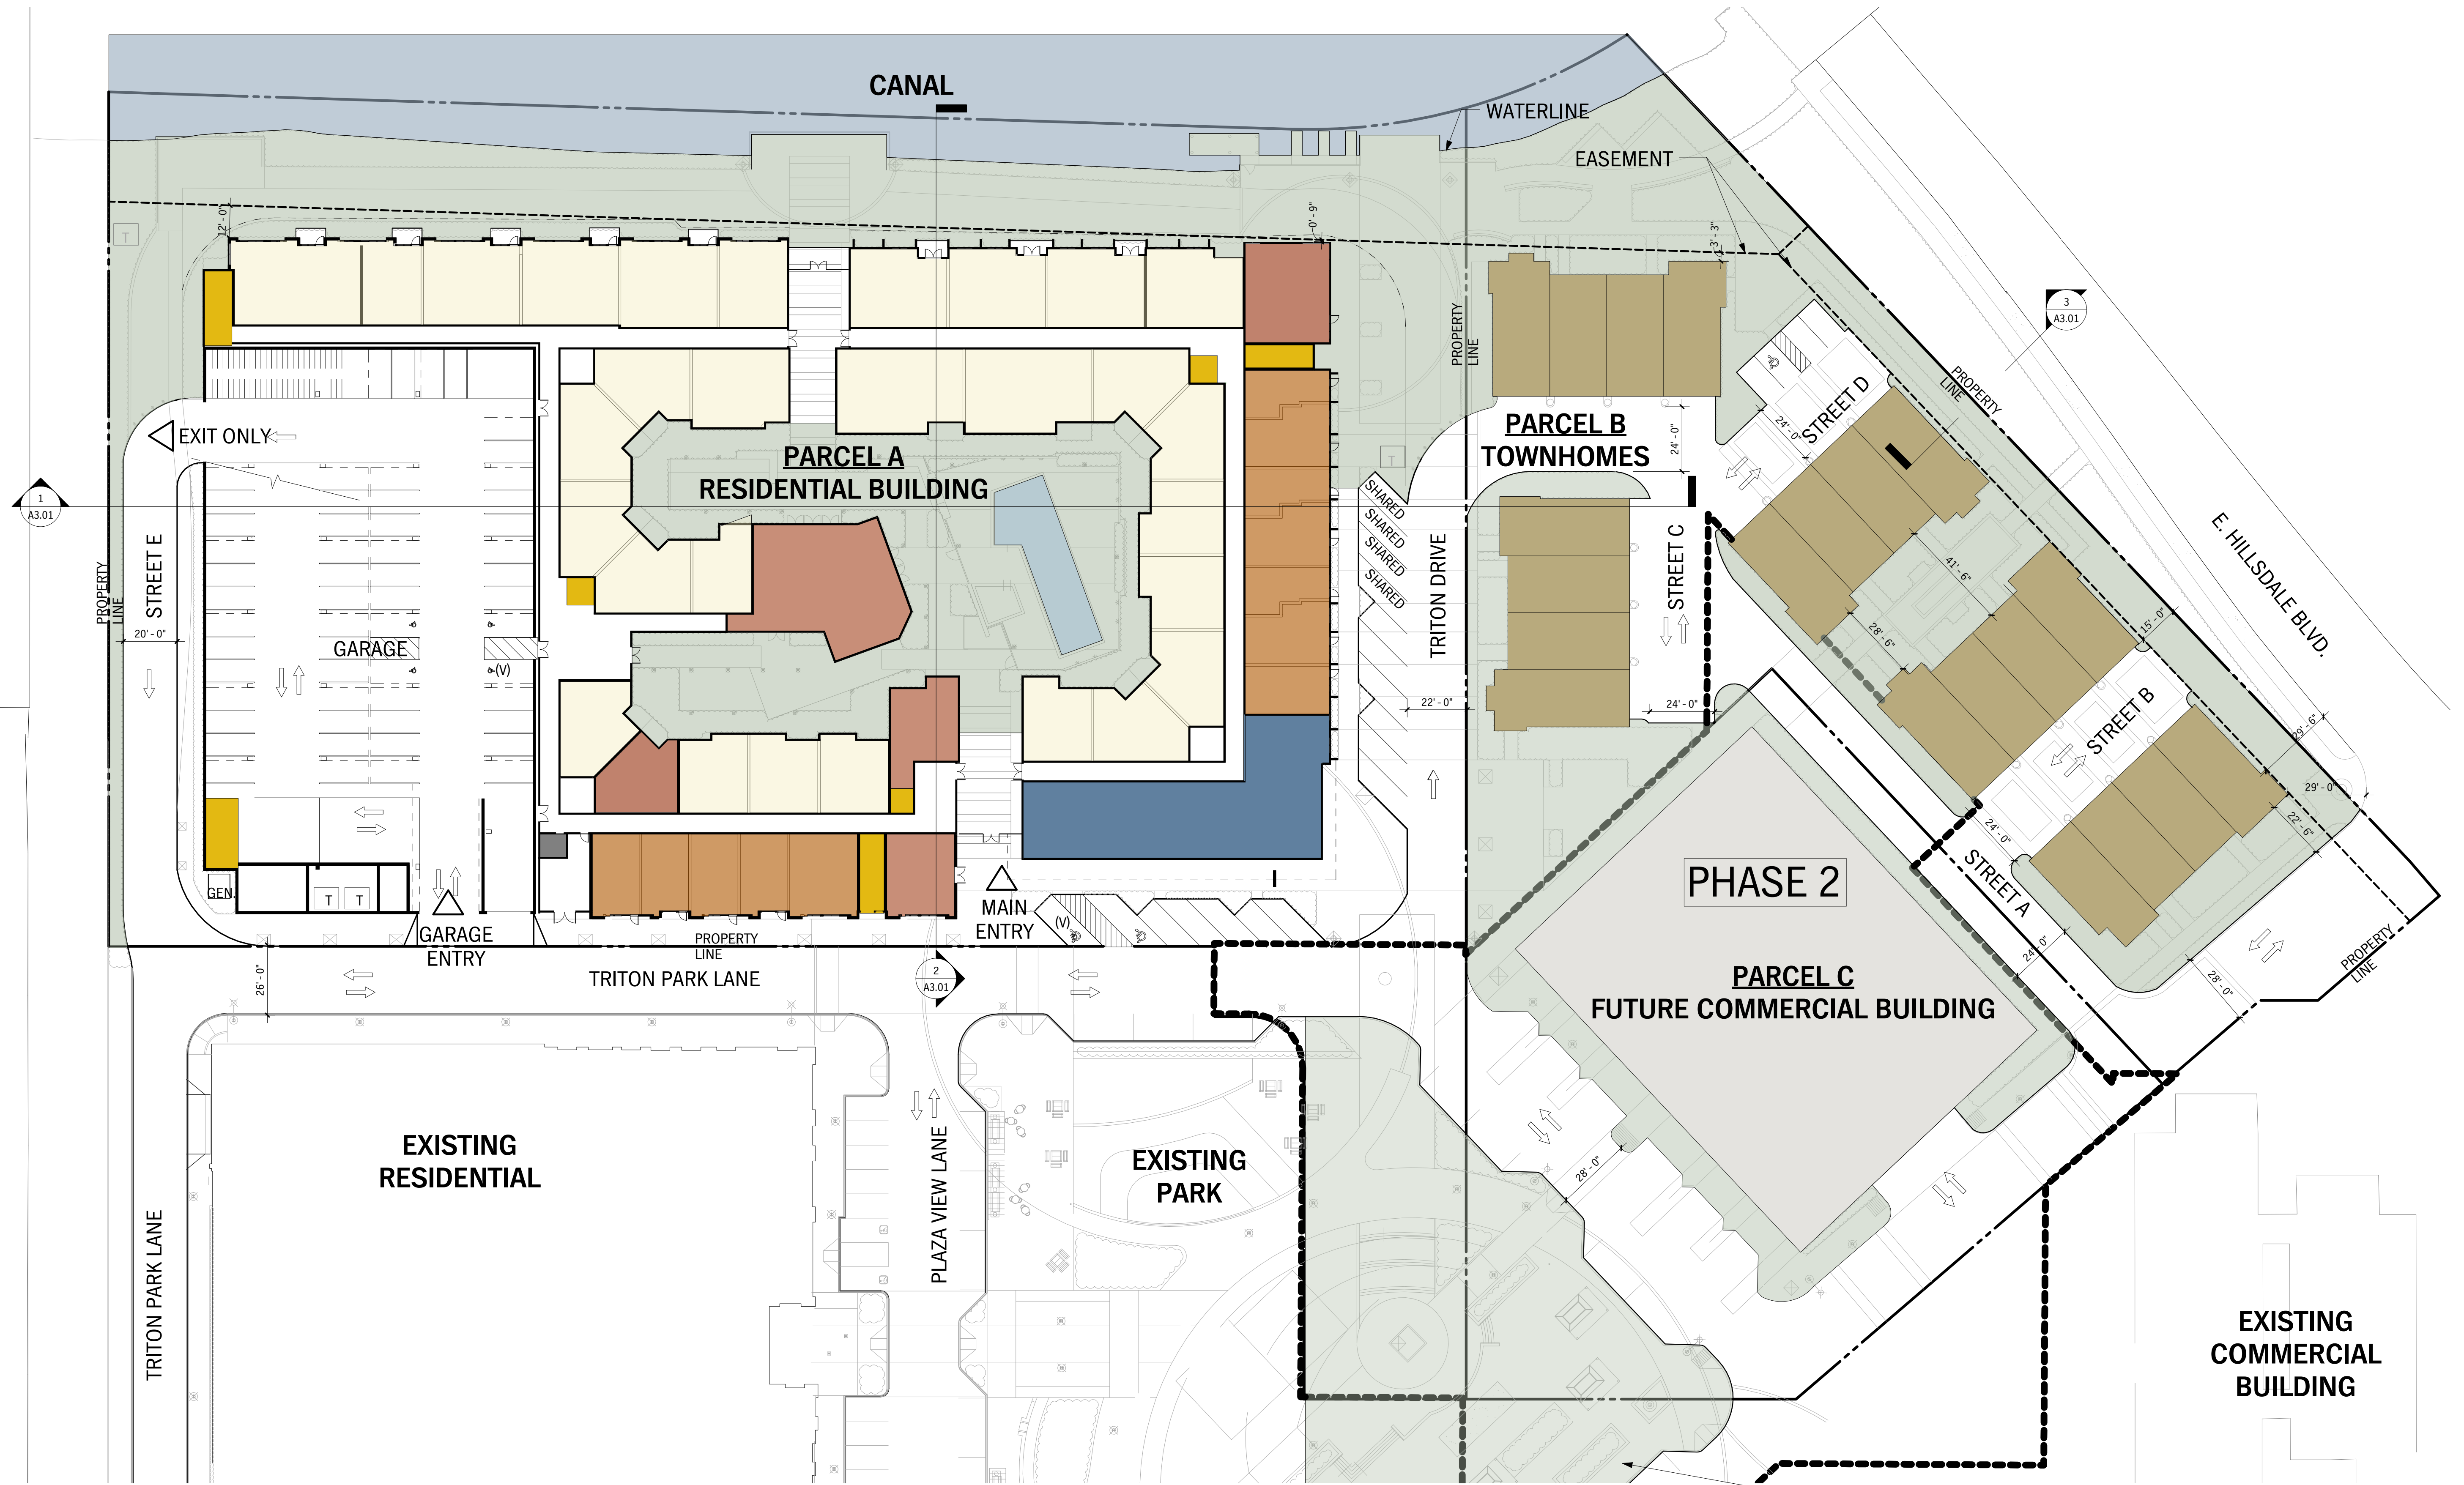 CANAL
WATERLINE
EASEMENT
12' - 0"
0' - 9"
3' - 3"
T
3
A3.01
PROPERTY
LINE
PROPERTY
LINE
STREET D
24' - 0"
PARCEL B
TOWNHOMES
24' - 0"
EXIT ONLY
PARCEL A
RESIDENTIAL BUILDING
T
1
A3.01
SHARED
SHARED
SHARED
SHARED
STREET E
PROPERTY
LINE
20' - 0"
GARAGE
(V)
TRITON DRIVE
STREET C
22' - 0"
24' - 0"
41' - 6"
28' - 6"
15' - 0"
E. HILLSDALE BLVD.
STREET B
29' - 6"
29' - 0"
22' - 6"
24' - 0"
STREET A
24' - 0"
28' - 0"
PROPERTY
LINE
PHASE 2
PARCEL C
FUTURE COMMERCIAL BUILDING
GEN.
T
T
GARAGE
ENTRY
MAIN
ENTRY
(V)
PROPERTY
LINE
26' - 0"
TRITON PARK LANE
2
A3.01
28' - 0"
EXISTING
RESIDENTIAL
PLAZA VIEW LANE
EXISTING
PARK
TRITON PARK LANE
EXISTING
COMMERCIAL
BUILDING